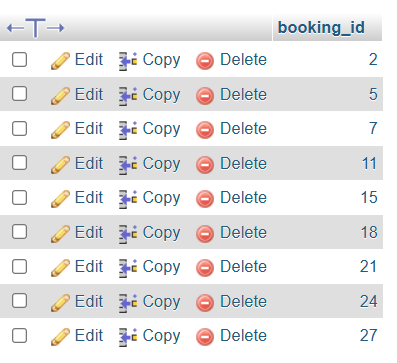 booking_id
Edit Copy Delete 2
Edit Copy Delete 5
Edit Copy Delete 7
Edit Copy Delete 11
Edit Copy Delete 15
Edit Copy Delete 18
Edit Copy Delete 21
Edit Copy Delete 24
Edit Copy Delete 27